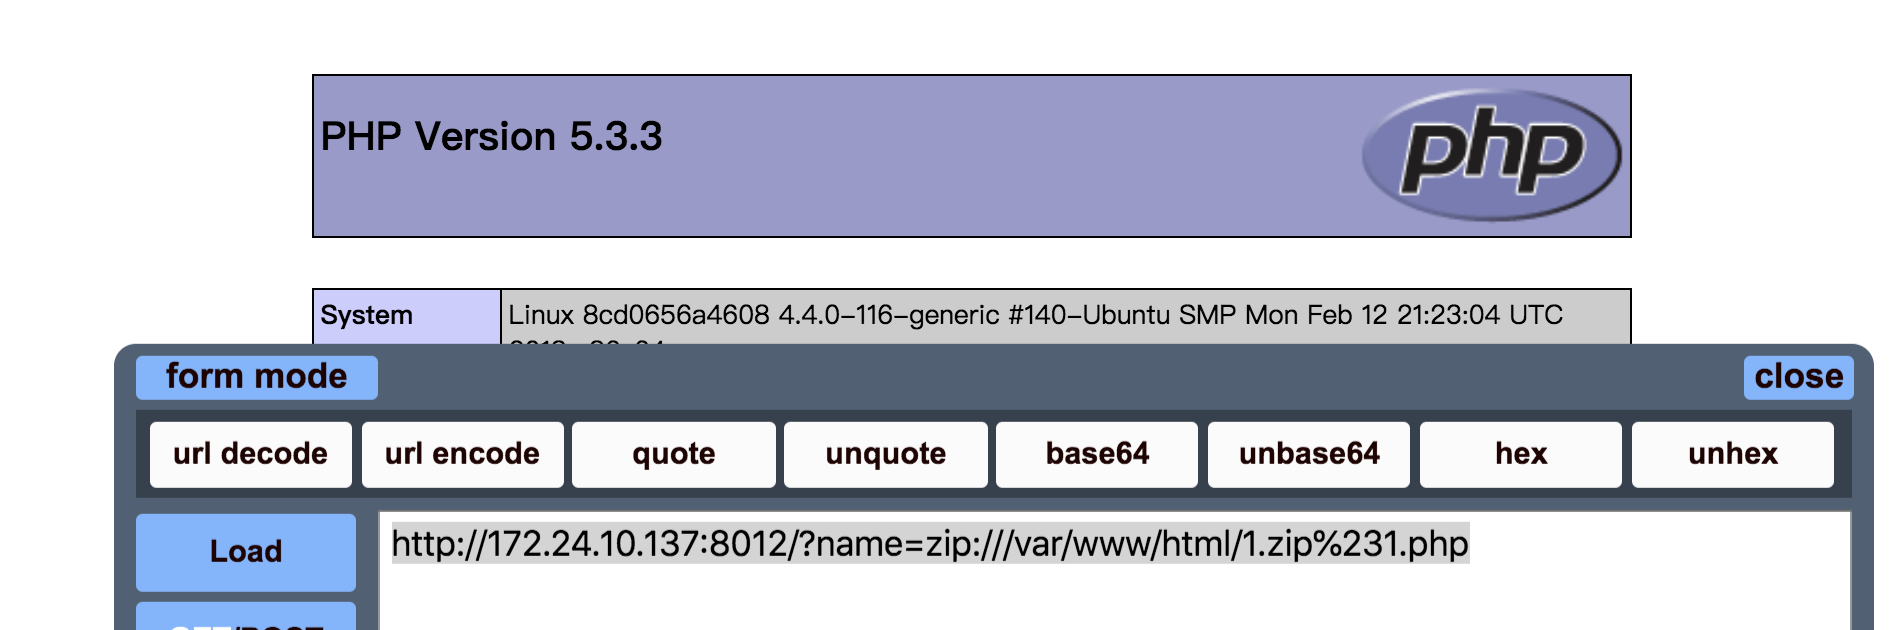 PHP Version 5.3.3
php
System
Linux 8cd0656a4608 4.4.0-116-generic #140-Ubuntu SMP Mon Feb 12 21:23:04 UTC
form mode
close
url decode
url encode
quote
unquote
base64
unbase64
hex
unhex
Load
http://172.24.10.137:8012/?name=zip:///var/www/html/1.zip%231.php